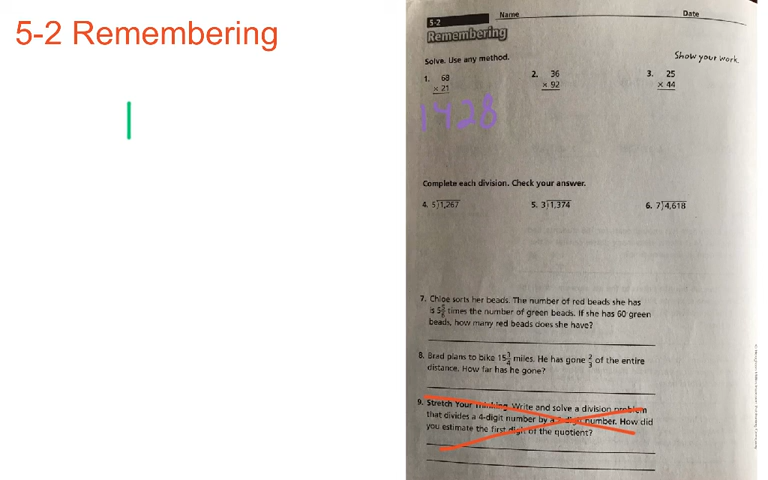 5-2 Remembering
5-2
Name
Date
Remembering
Solve. Use any method.
Show your work.
1. 68
× 21
1428
2. 36
× 92
3. 25
× 44
Complete each division. Check your answer.
4. 5)1,267
5. 3)1,374
6. 7)4,618
7. Chloe sorts her beads. The number of red beads she has
is 5 times the number of green beads. If she has 60 green
beads, how many red beads does she have?
8. Brad plans to bike 15 3/4 miles. He has gone 2/3 of the entire
distance. How far has he gone?
9. Stretch Your Thinking Write and solve a division problem
that divides a 4-digit number by a number. How did
you estimate the first digit of the quotient?